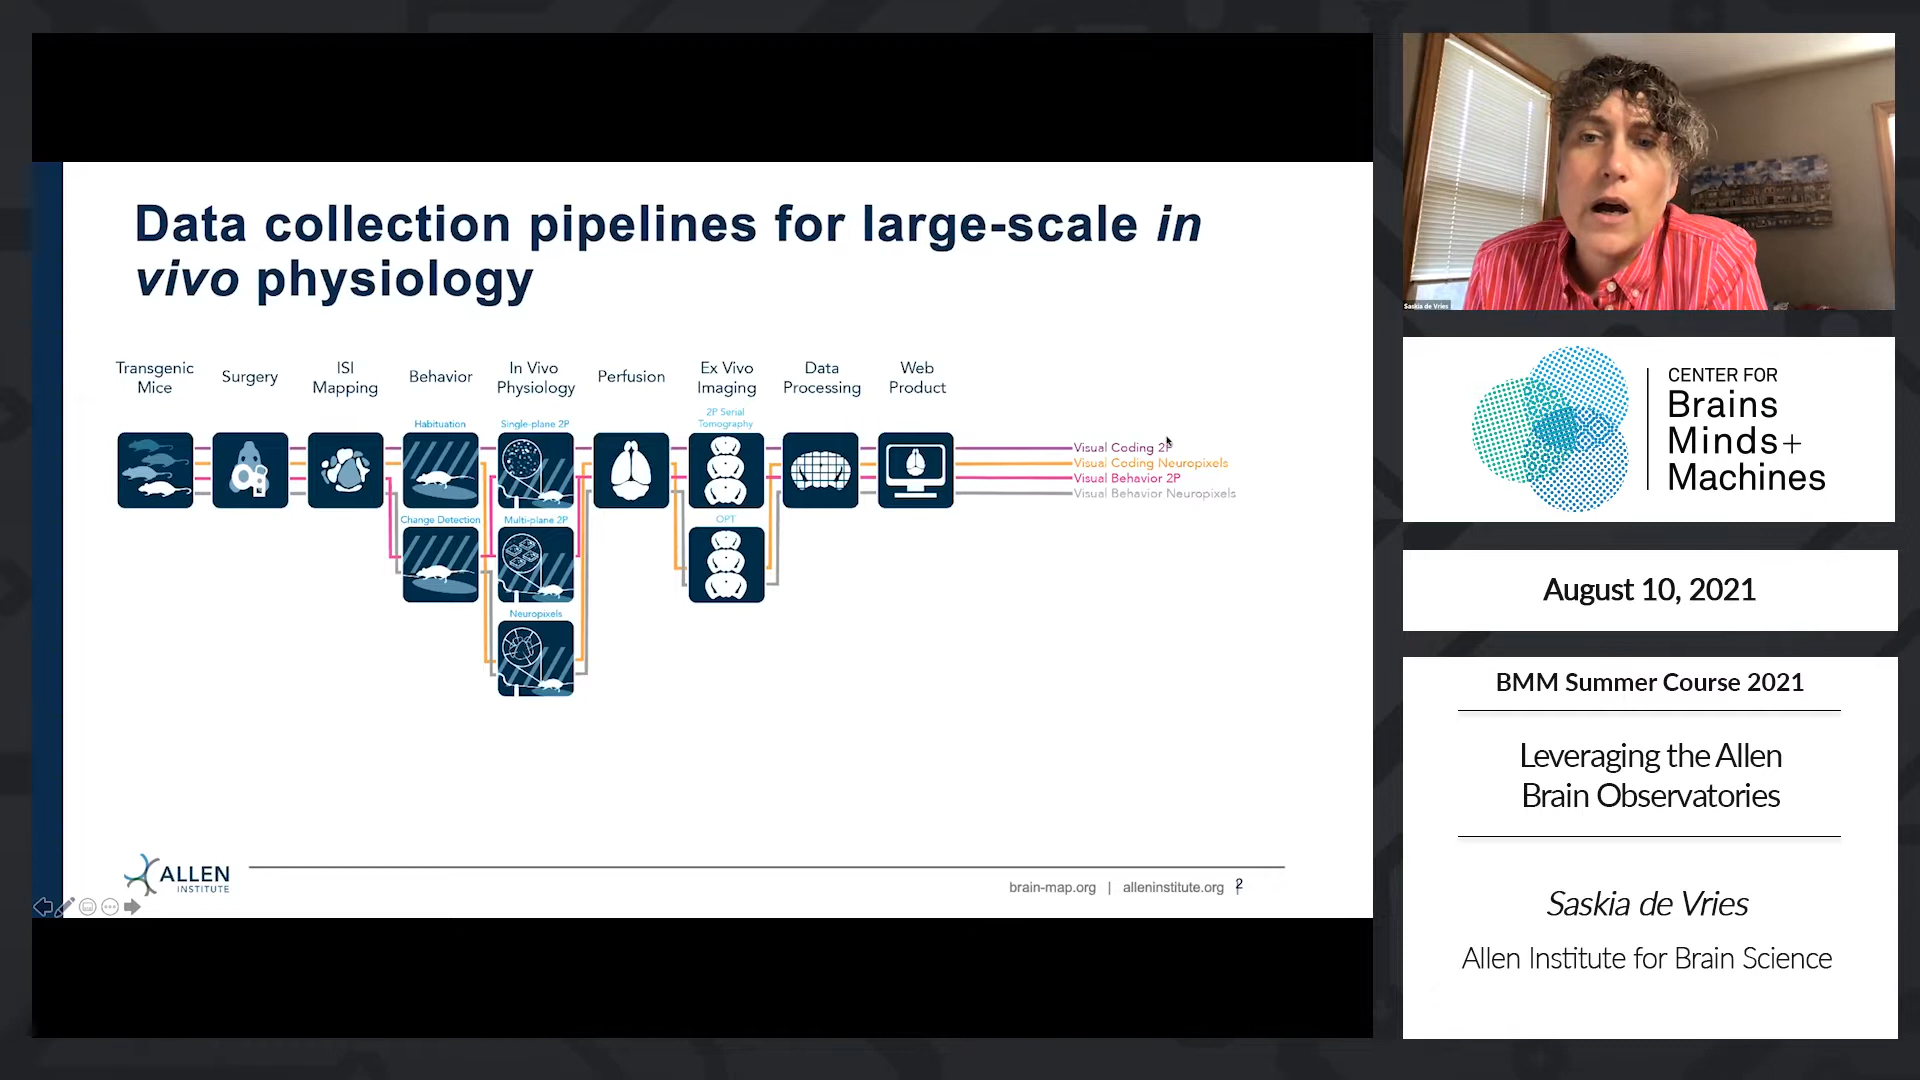 Data collection pipelines for large-scale in
vivo physiology
Transgenic
Mice
Surgery
ISI
Mapping
Behavior
In Vivo
Physiology
Perfusion
Ex Vivo
Imaging
Data
Processing
Web
Product
Habituation
Single-plane 2P
2P Serial
Tomography
Visual Coding 2P
Visual Coding Neuropixels
Visual Behavior 2P
Visual Behavior Neuropixels
Change Detection
Multi-plane 2P
OPT
Neuropixels
ALLEN
INSTITUTE
brain-map.org | alleninstitute.org
2
Saskia de Vries
CENTER FOR
Brains
Minds+
Machines
August 10, 2021
BMM Summer Course 2021
Leveraging the Allen
Brain Observatories
Saskia de Vries
Allen Institute for Brain Science